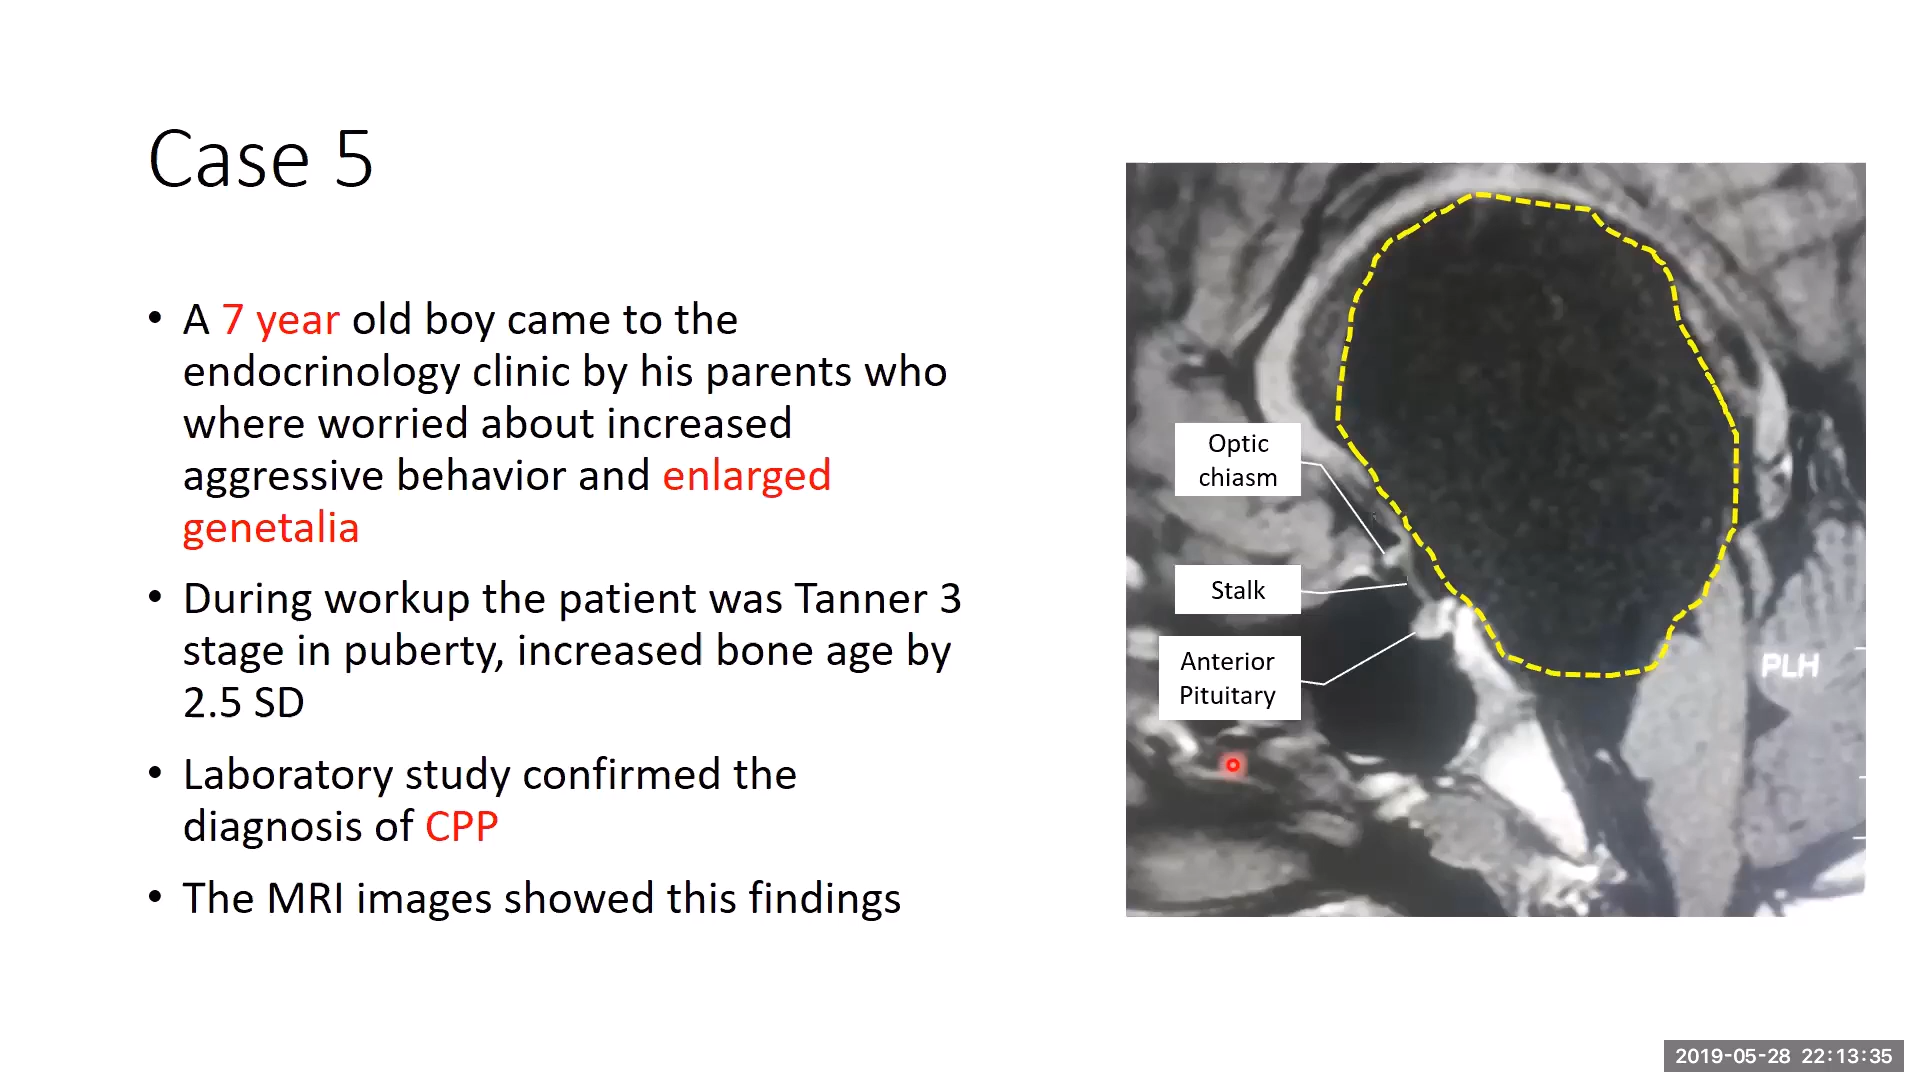 Case 5
• A 7 year old boy came to the
endocrinology clinic by his parents who
where worried about increased
aggressive behavior and enlarged
genetalia
• During workup the patient was Tanner 3
stage in puberty, increased bone age by
2.5 SD
• Laboratory study confirmed the
diagnosis of CPP
• The MRI images showed this findings
Optic
chiasm
Stalk
Anterior
Pituitary
PLH
2019-05-28 22:13:35